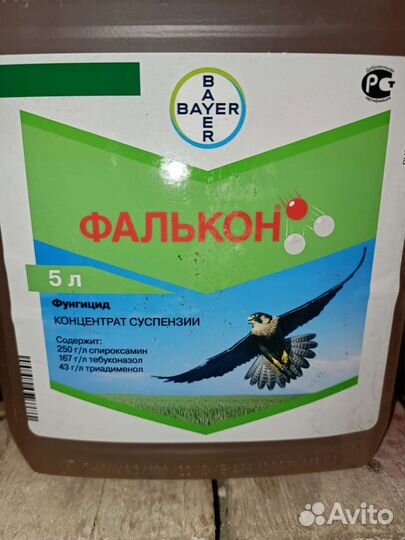 BAYER
BAYER
ФАЛЬКОН
5 л
Фунгицид
КОНЦЕНТРАТ СУСПЕНЗИИ
Содержит:
250 г/л спироксамин
167 г/л тебуконазол
43 г/л триадименол
Avito